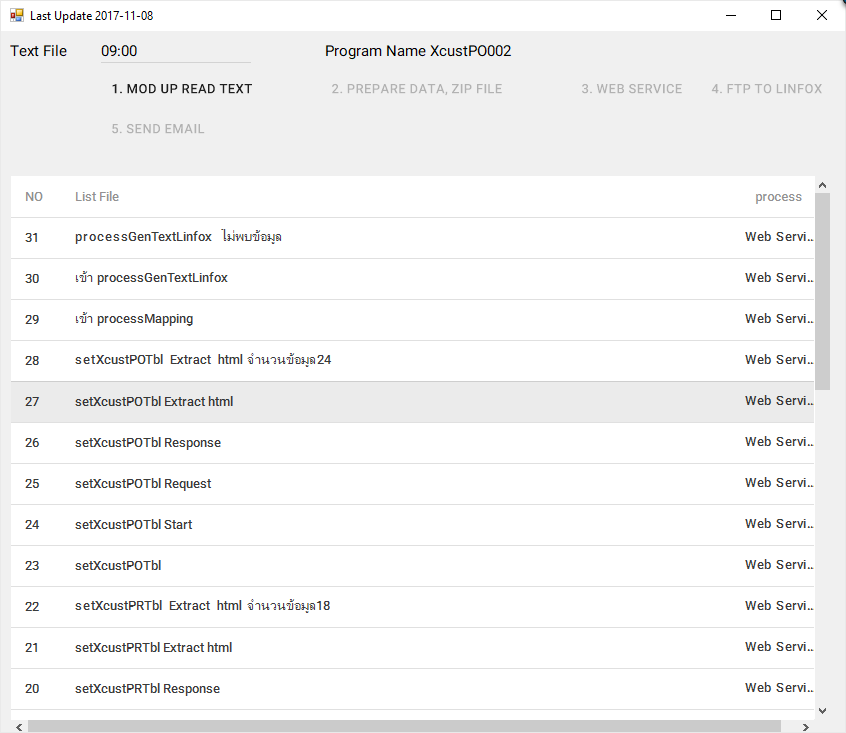 Last Update 2017-11-08
Text File 09:00 Program Name XcustPO002
1. MOD UP READ TEXT 2. PREPARE DATA, ZIP FILE 3. WEB SERVICE 4. FTP TO LINFOX
5. SEND EMAIL
NO List File process
31 processGenTextLinfox ไม่พบข้อมูล Web Servi..
30 เข้า processGenTextLinfox Web Servi..
29 เข้า processMapping Web Servi..
28 setXcustPOTbl Extract html จำนวนข้อมูล24 Web Servi..
27 setXcustPOTbl Extract html Web Servi..
26 setXcustPOTbl Response Web Servi..
25 setXcustPOTbl Request Web Servi..
24 setXcustPOTbl Start Web Servi..
23 setXcustPOTbl Web Servi..
22 setXcustPRTbl Extract html จำนวนข้อมูล18 Web Servi..
21 setXcustPRTbl Extract html Web Servi..
20 setXcustPRTbl Response Web Servi..